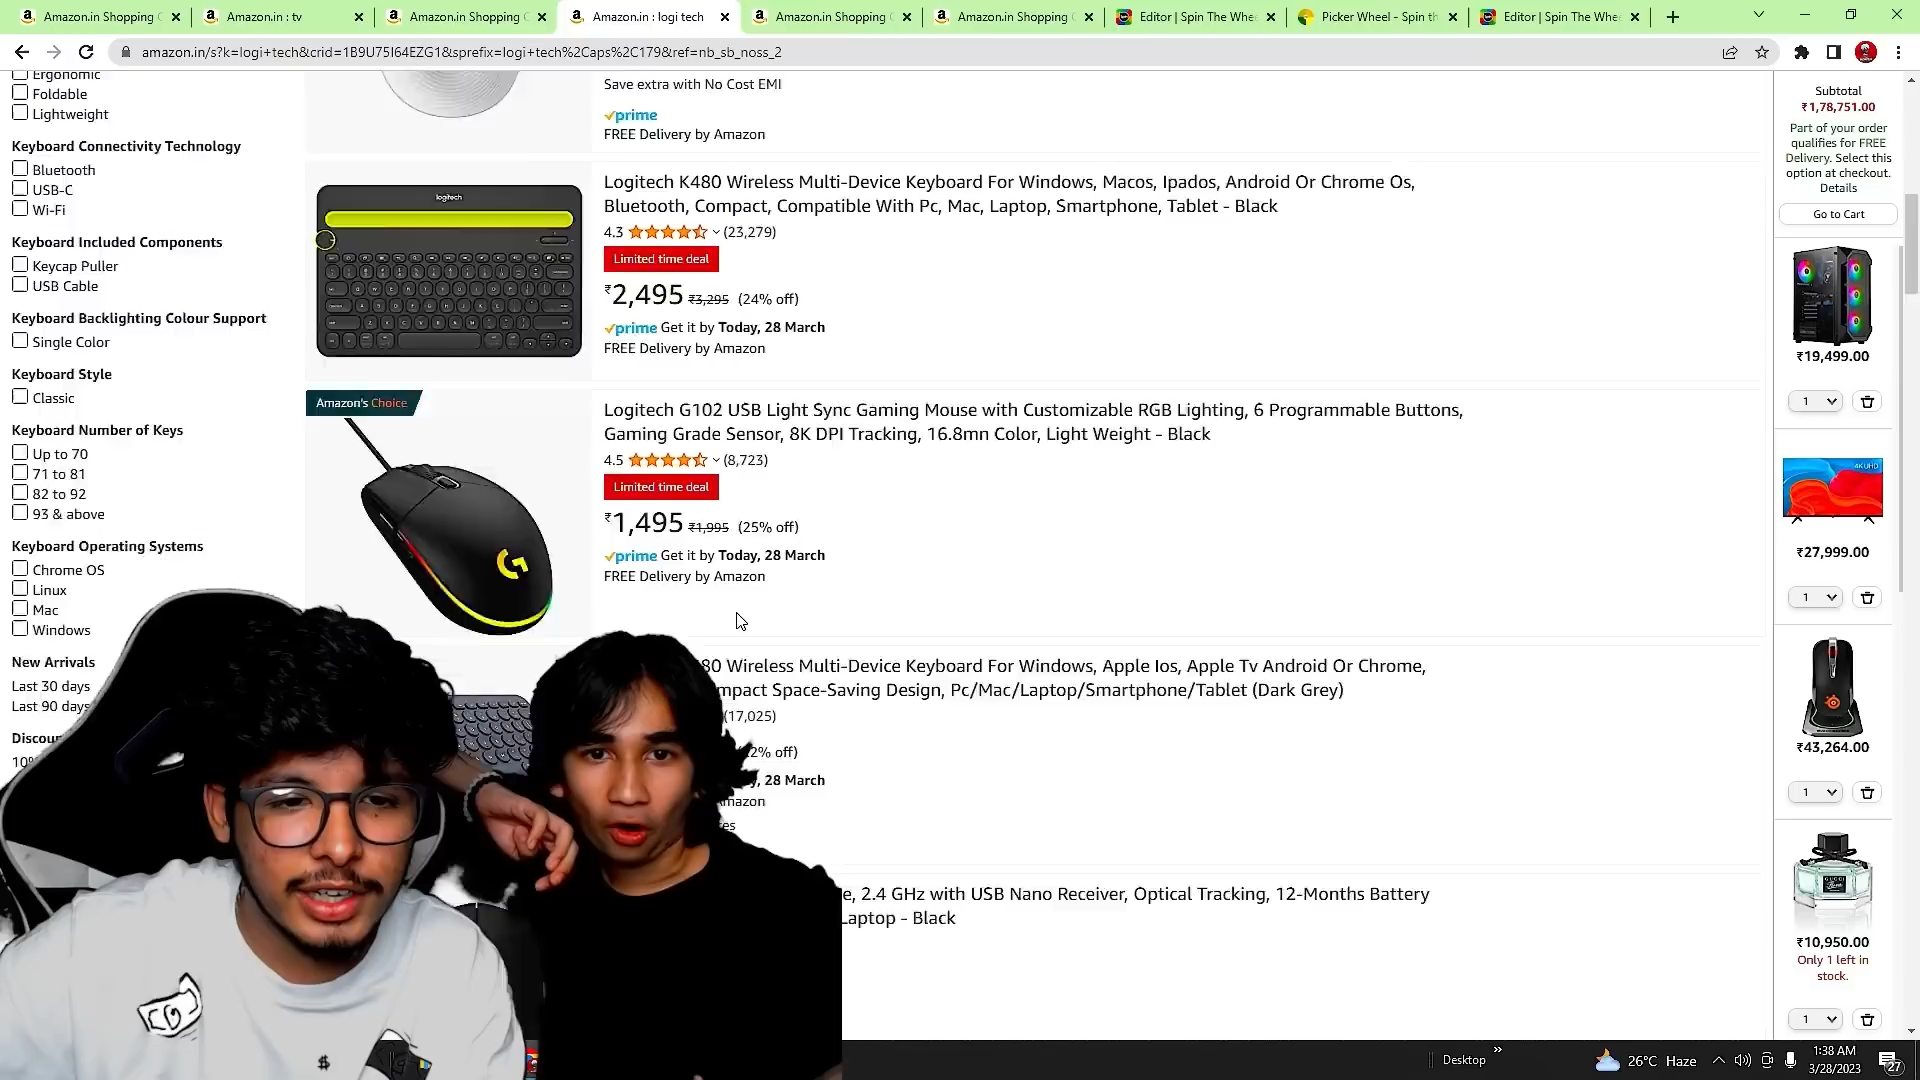 Amazon.in Shopping C
Amazon.in : tv
Amazon.in Shopping C
Amazon.in : logi tech
Amazon.in Shopping C
Amazon.in Shopping C
Editor | Spin The Whe
Picker Wheel - Spin th
Editor | Spin The Whe
amazon.in/s?k=logi+tech&crid=1B9U75I64EZG1&sprefix=logi+tech%2Caps%2C179&ref=nb_sb_noss_2
Ergonomic
Foldable
Lightweight
Keyboard Connectivity Technology
Bluetooth
USB-C
Wi-Fi
Keyboard Included Components
Keycap Puller
USB Cable
Keyboard Backlighting Colour Support
Single Color
Keyboard Style
Classic
Keyboard Number of Keys
Up to 70
71 to 81
82 to 92
93 & above
Keyboard Operating Systems
Chrome OS
Linux
Mac
Windows
New Arrivals
Last 30 days
Last 90 days
Discou
10%
Save extra with No Cost EMI
prime
FREE Delivery by Amazon
logitech
Logitech K480 Wireless Multi-Device Keyboard For Windows, Macos, Ipados, Android Or Chrome Os,
Bluetooth, Compact, Compatible With Pc, Mac, Laptop, Smartphone, Tablet - Black
4.3 (23,279)
Limited time deal
₹2,495 ₹3,295 (24% off)
prime Get it by Today, 28 March
FREE Delivery by Amazon
Amazon's Choice
Logitech G102 USB Light Sync Gaming Mouse with Customizable RGB Lighting, 6 Programmable Buttons,
Gaming Grade Sensor, 8K DPI Tracking, 16.8mn Color, Light Weight - Black
4.5 (8,723)
Limited time deal
₹1,495 ₹1,995 (25% off)
prime Get it by Today, 28 March
FREE Delivery by Amazon
80 Wireless Multi-Device Keyboard For Windows, Apple Ios, Apple Tv Android Or Chrome,
mpact Space-Saving Design, Pc/Mac/Laptop/Smartphone/Tablet (Dark Grey)
(17,025)
2% off)
y, 28 March
mazon
es
e, 2.4 GHz with USB Nano Receiver, Optical Tracking, 12-Months Battery
Laptop - Black
Subtotal
₹1,78,751.00
Part of your order
qualifies for FREE
Delivery. Select this
option at checkout.
Details
Go to Cart
₹19,499.00
1
4K UHD
₹27,999.00
1
₹43,264.00
1
GUCCI
₹10,950.00
Only 1 left in
stock.
1
$
Desktop
26°C Haze
1:38 AM
3/28/2023
27